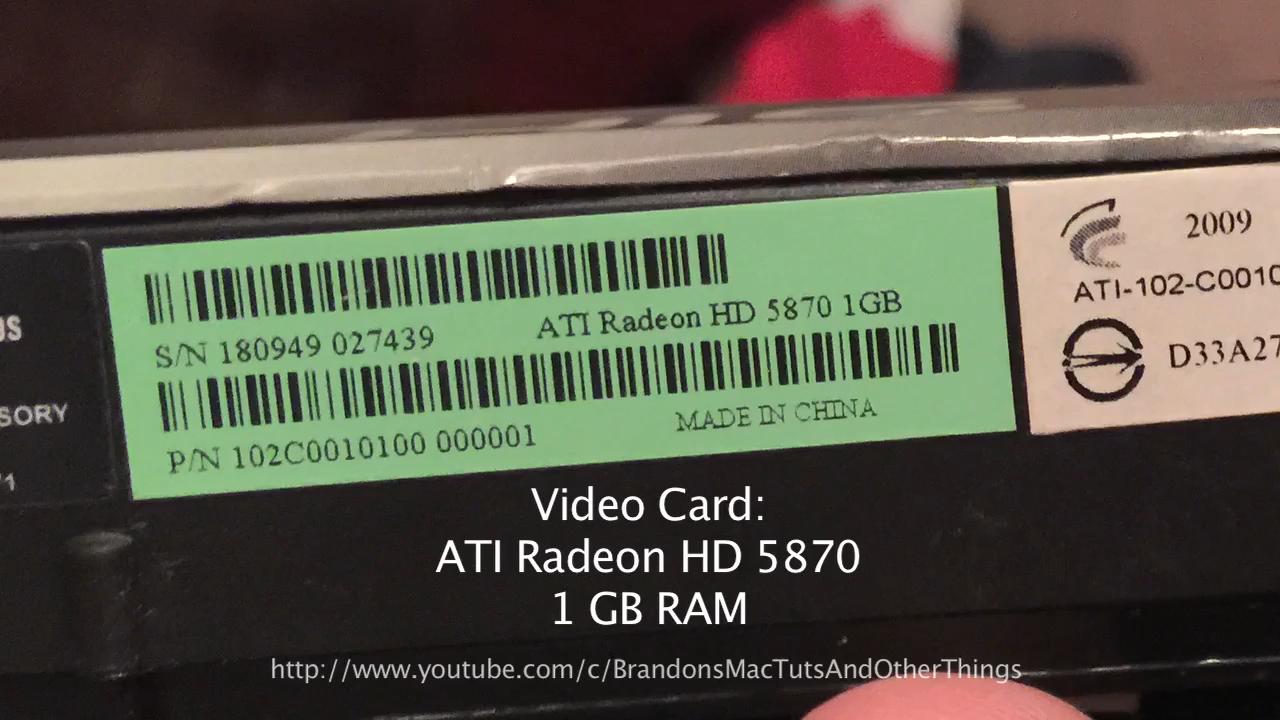 S/N 180949 027439
ATI Radeon HD 5870 1GB
P/N 102C0010100 000001
MADE IN CHINA
2009
ATI-102-C0010
D33A27
SORY
Video Card:
ATI Radeon HD 5870
1 GB RAM
http://www.youtube.com/c/BrandonsMacTutsAndOtherThings